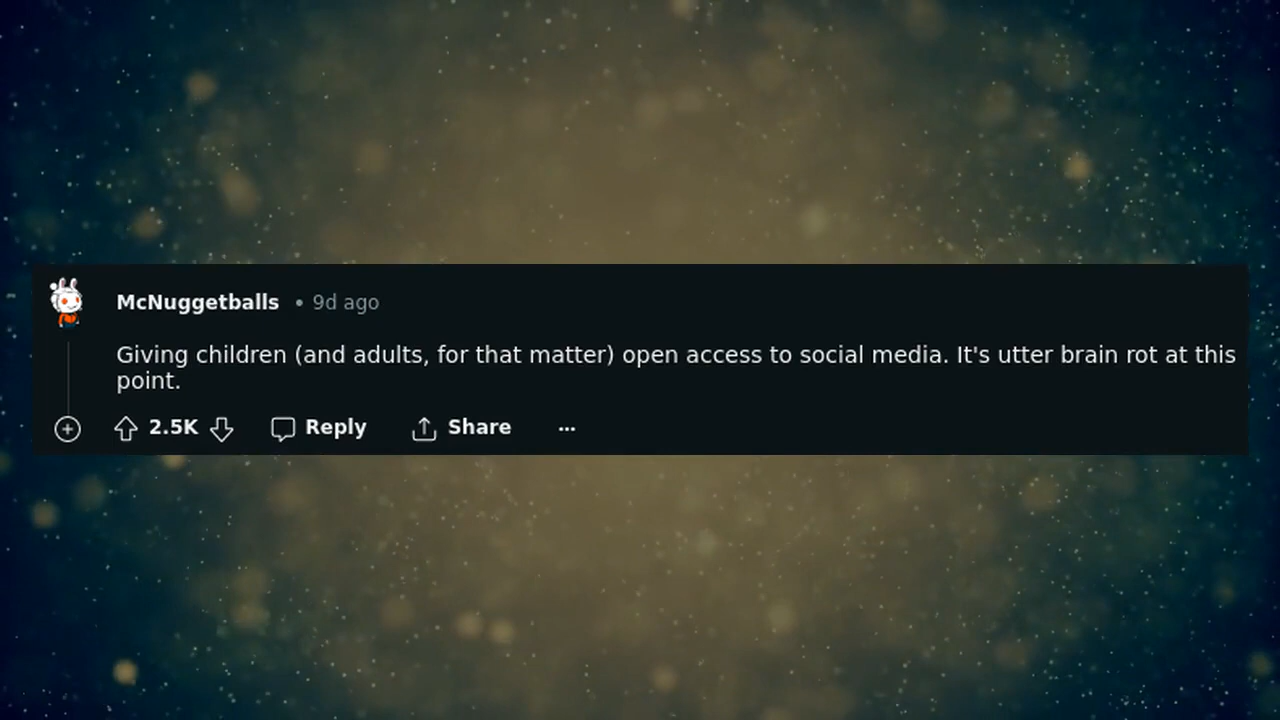 McNuggetballs • 9d ago
Giving children (and adults, for that matter) open access to social media. It's utter brain rot at this
point.
2.5K Reply Share ...